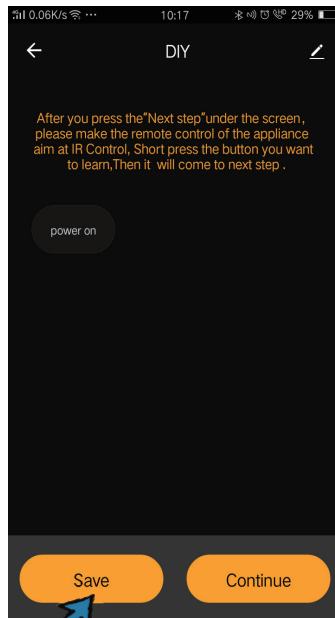 0.06K/s ··· 10:17 29%
DIY
After you press the"Next step"under the screen,
please make the remote control of the appliance
aim at IR Control, Short press the button you want
to learn,Then it will come to next step .
power on
Save Continue